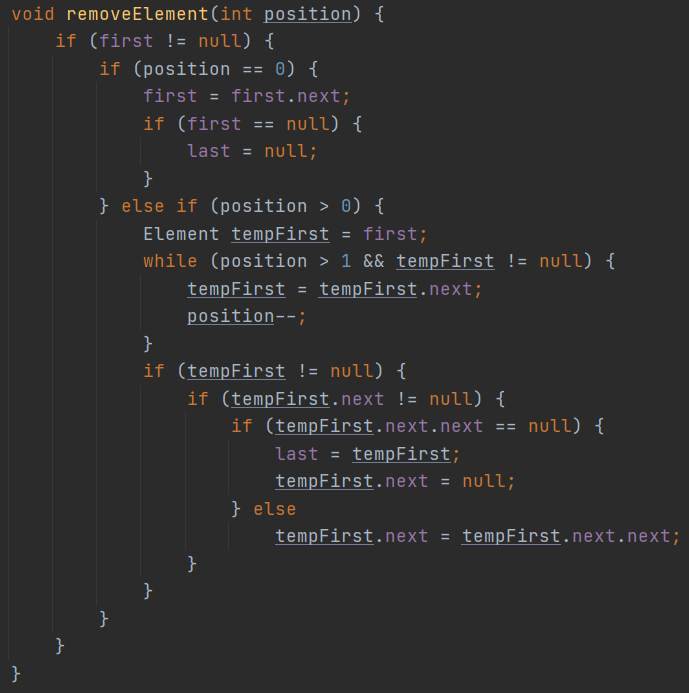 void removeElement(int position) {
    if (first != null) {
        if (position == 0) {
            first = first.next;
            if (first == null) {
                last = null;
            }
        } else if (position > 0) {
            Element tempFirst = first;
            while (position > 1 && tempFirst != null) {
                tempFirst = tempFirst.next;
                position--;
            }
            if (tempFirst != null) {
                if (tempFirst.next != null) {
                    if (tempFirst.next.next == null) {
                        last = tempFirst;
                        tempFirst.next = null;
                    } else
                        tempFirst.next = tempFirst.next.next;
                }
            }
        }
    }
}